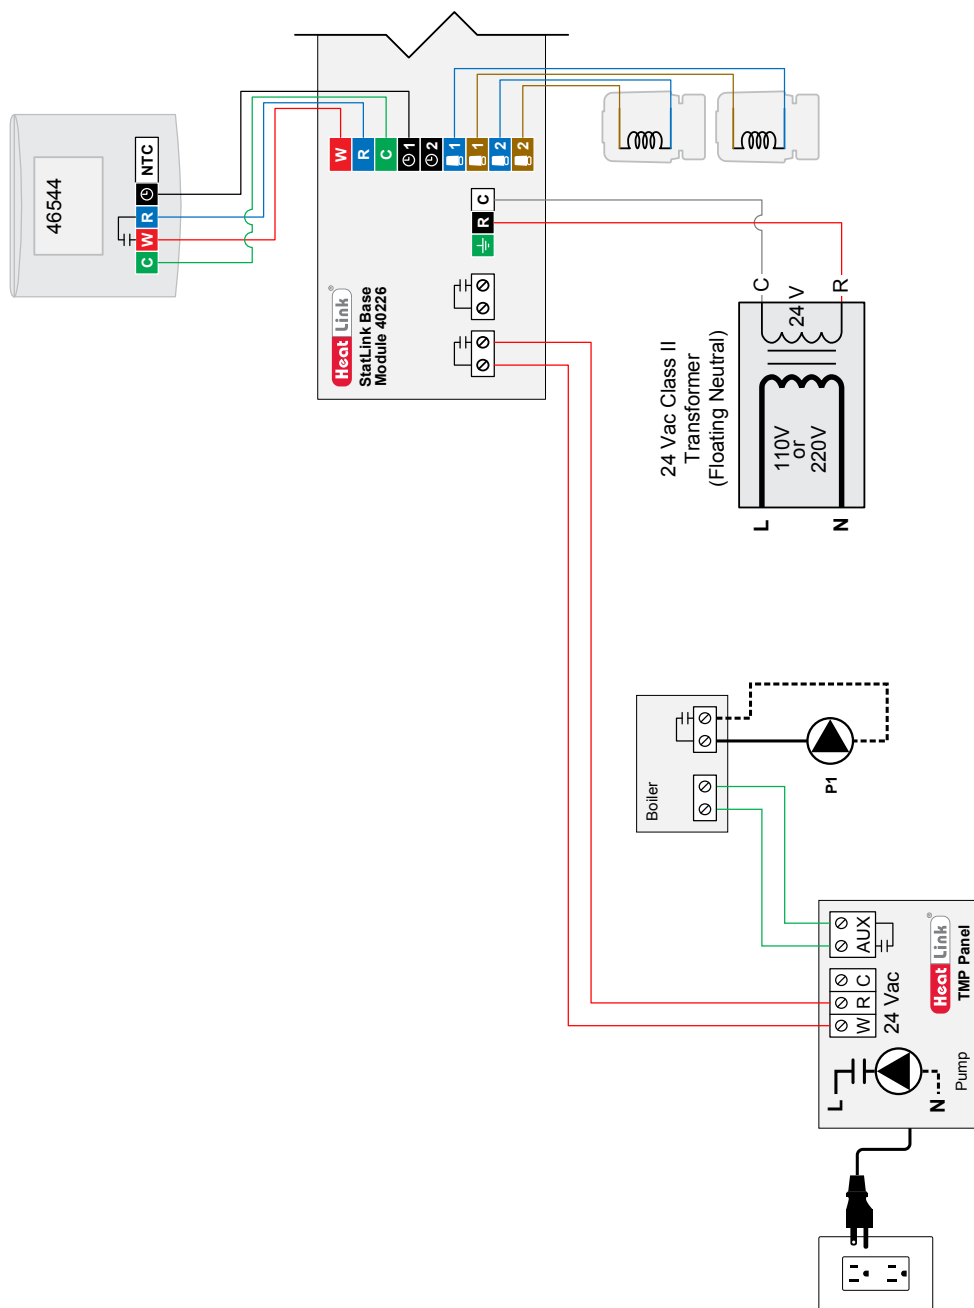 46544
NTC
R
W
C
W
R
C
1
2
1
1
2
2
C
R
Heat Link®
StatLink Base
Module 40226
C
R
24 V
110V
or
220V
24 Vac Class II
Transformer
(Floating Neutral)
L
N
Boiler
P1
AUX
W R C
24 Vac
Heat Link®
TMP Panel
L
N
Pump